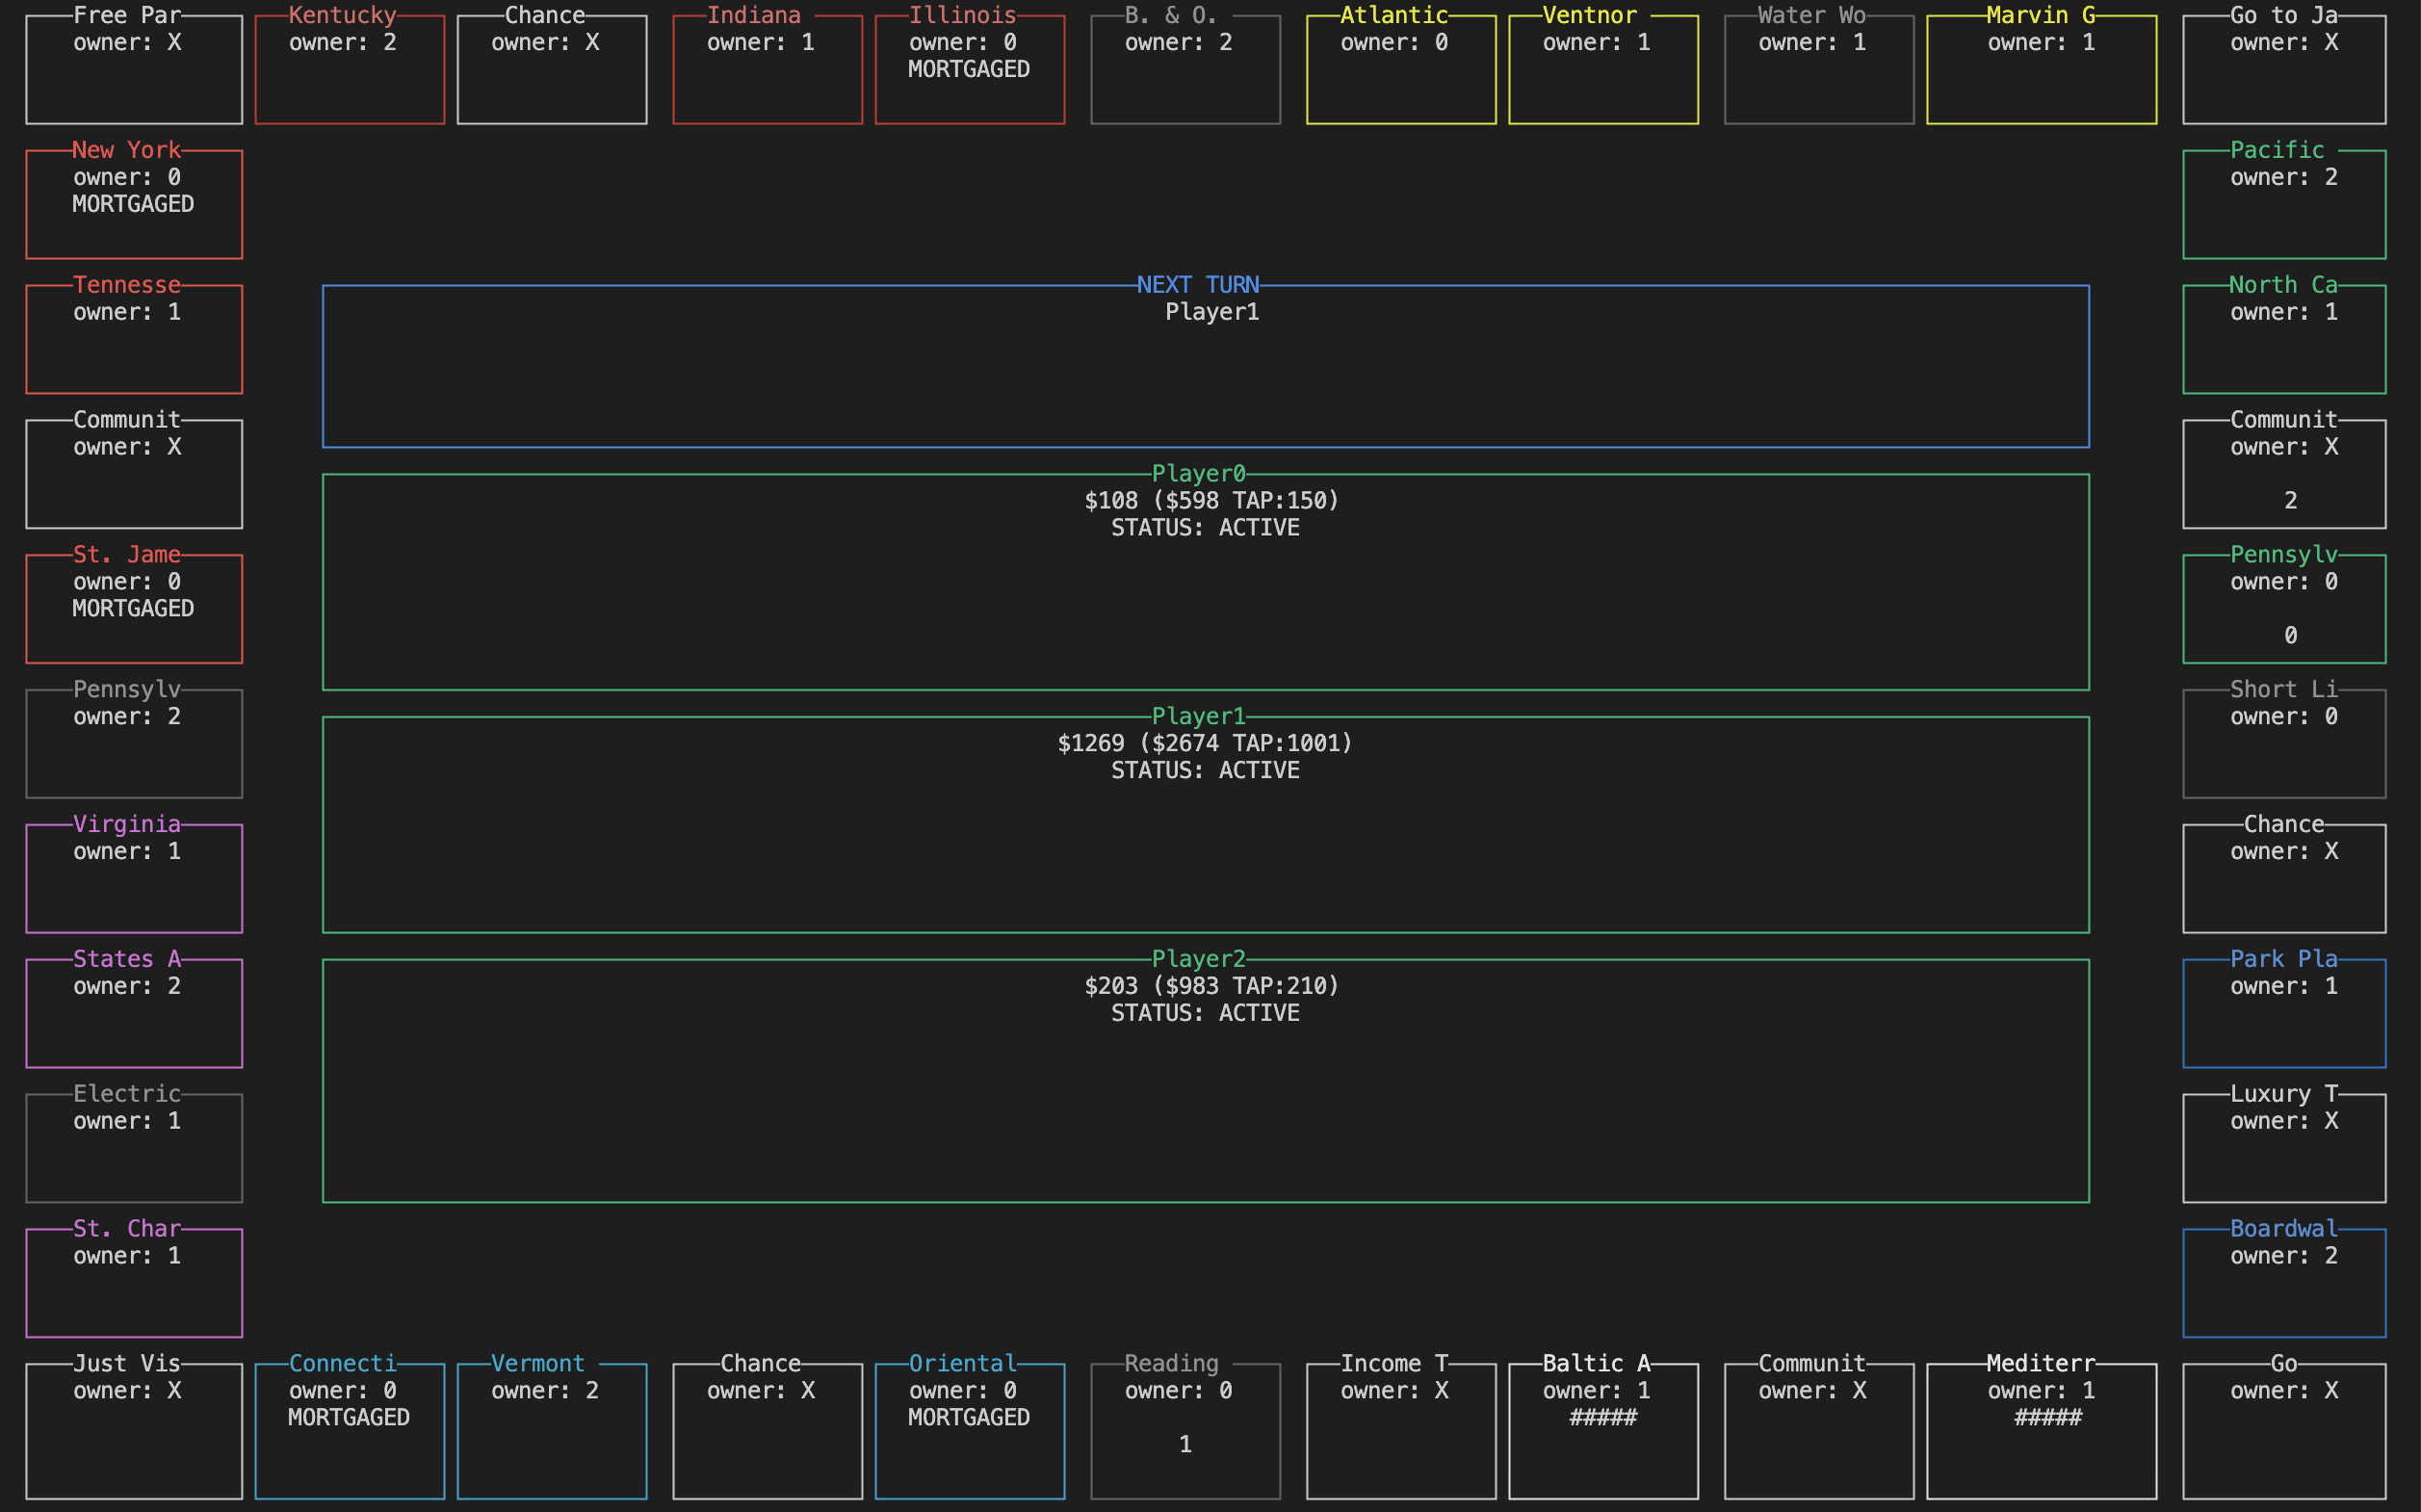 Free Par
owner: X
Kentucky
owner: 2
Chance
owner: X
Indiana
owner: 1
Illinois
owner: 0
MORTGAGED
B. & O.
owner: 2
Atlantic
owner: 0
Ventnor
owner: 1
Water Wo
owner: 1
Marvin G
owner: 1
Go to Ja
owner: X
New York
owner: 0
MORTGAGED
Pacific
owner: 2
Tennesse
owner: 1
NEXT TURN
Player1
North Ca
owner: 1
Communit
owner: X
Communit
owner: X
2
Player0
$108 ($598 TAP:150)
STATUS: ACTIVE
St. Jame
owner: 0
MORTGAGED
Pennsylv
owner: 0
0
Pennsylv
owner: 2
Short Li
owner: 0
Player1
$1269 ($2674 TAP:1001)
STATUS: ACTIVE
Virginia
owner: 1
Chance
owner: X
States A
owner: 2
Player2
$203 ($983 TAP:210)
STATUS: ACTIVE
Park Pla
owner: 1
Electric
owner: 1
Luxury T
owner: X
St. Char
owner: 1
Boardwal
owner: 2
Just Vis
owner: X
Connecti
owner: 0
MORTGAGED
Vermont
owner: 2
Chance
owner: X
Oriental
owner: 0
MORTGAGED
Reading
owner: 0
1
Income T
owner: X
Baltic A
owner: 1
#####
Communit
owner: X
Mediterr
owner: 1
#####
Go
owner: X